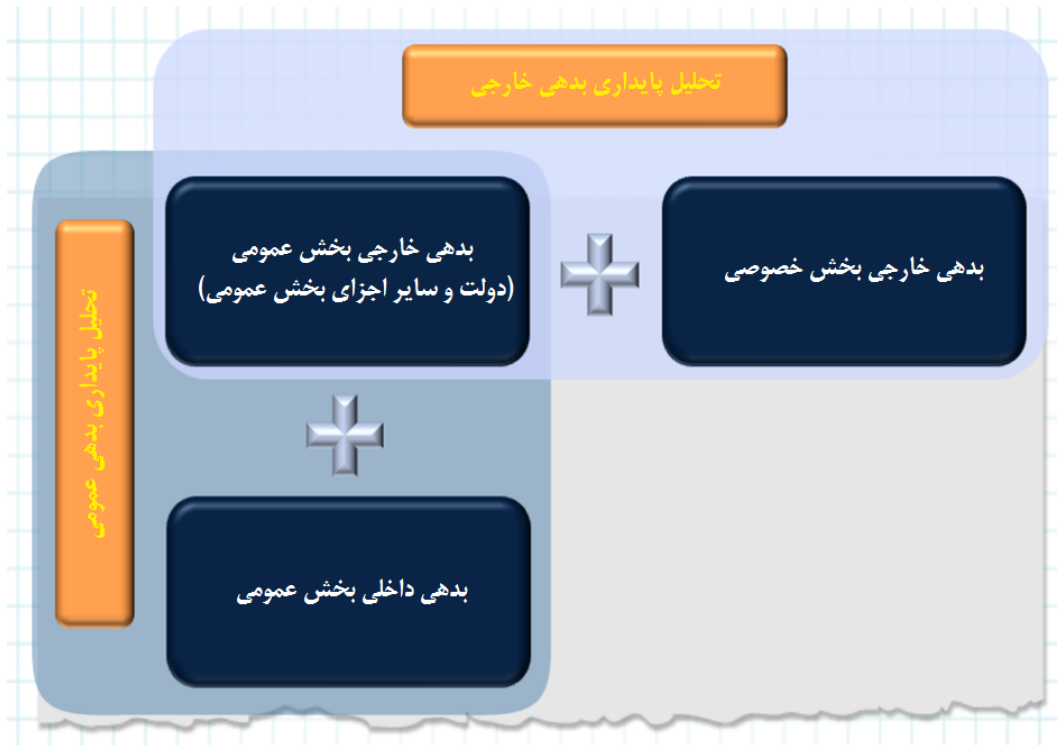 تحلیل پایداری بدهی خارجی
بدهی خارجی بخش خصوصی
بدهی خارجی بخش عمومی
(دولت و سایر اجزای بخش عمومی)
تحلیل پایداری بدهی عمومی
بدهی داخلی بخش عمومی